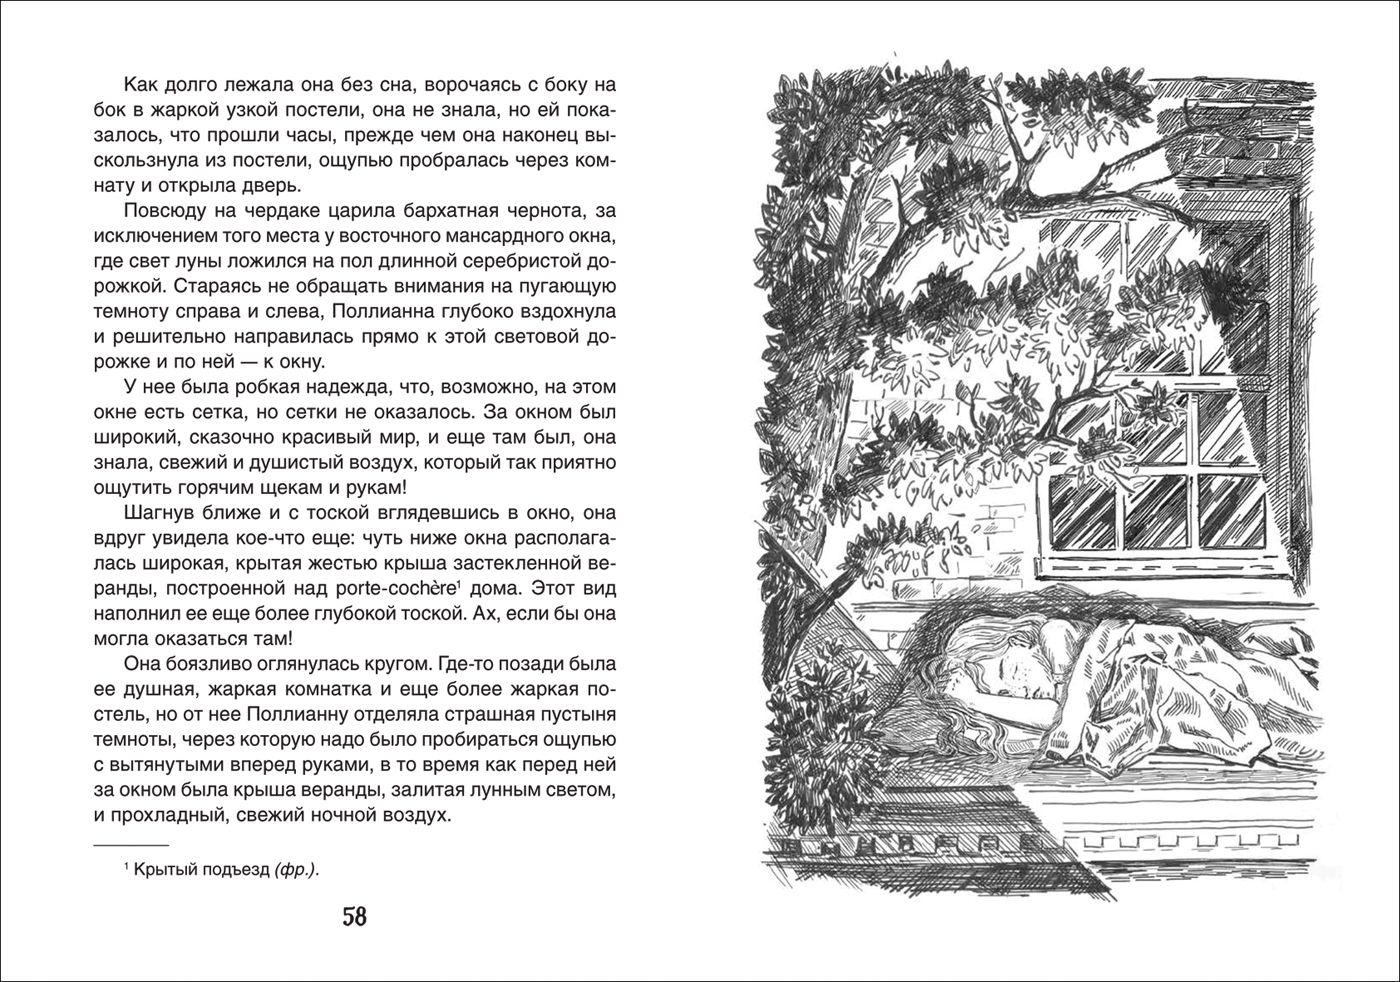 Как долго лежала она без сна, ворочаясь с боку на
бок в жаркой узкой постели, она не знала, но ей пока-
залось, что прошли часы, прежде чем она наконец вы-
скользнула из постели, ощупью пробралась через ком-
нату и открыла дверь.
Повсюду на чердаке царила бархатная чернота, за
исключением того места у восточного мансардного окна,
где свет луны ложился на пол длинной серебристой до-
рожкой. Стараясь не обращать внимания на пугающую
темноту справа и слева, Поллианна глубоко вздохнула
и решительно направилась прямо к этой световой до-
рожке и по ней — к окну.
У нее была робкая надежда, что, возможно, на этом
окне есть сетка, но сетки не оказалось. За окном был
широкий, сказочно красивый мир, и еще там был, она
знала, свежий и душистый воздух, который так приятно
ощутить горячим щекам и рукам!
Шагнув ближе и с тоской вглядевшись в окно, она
вдруг увидела кое-что еще: чуть ниже окна располага-
лась широкая, крытая жестью крыша застекленной ве-
ранды, построенной над porte-cochère¹ дома. Этот вид
наполнил ее еще более глубокой тоской. Ах, если бы она
могла оказаться там!
Она боязливо оглянулась кругом. Где-то позади была
ее душная, жаркая комнатка и еще более жаркая по-
стель, но от нее Поллианну отделяла страшная пустыня
темноты, через которую надо было пробираться ощупью
с вытянутыми вперед руками, в то время как перед ней
за окном была крыша веранды, залитая лунным светом,
и прохладный, свежий ночной воздух.
¹ Крытый подъезд (фр.).
58